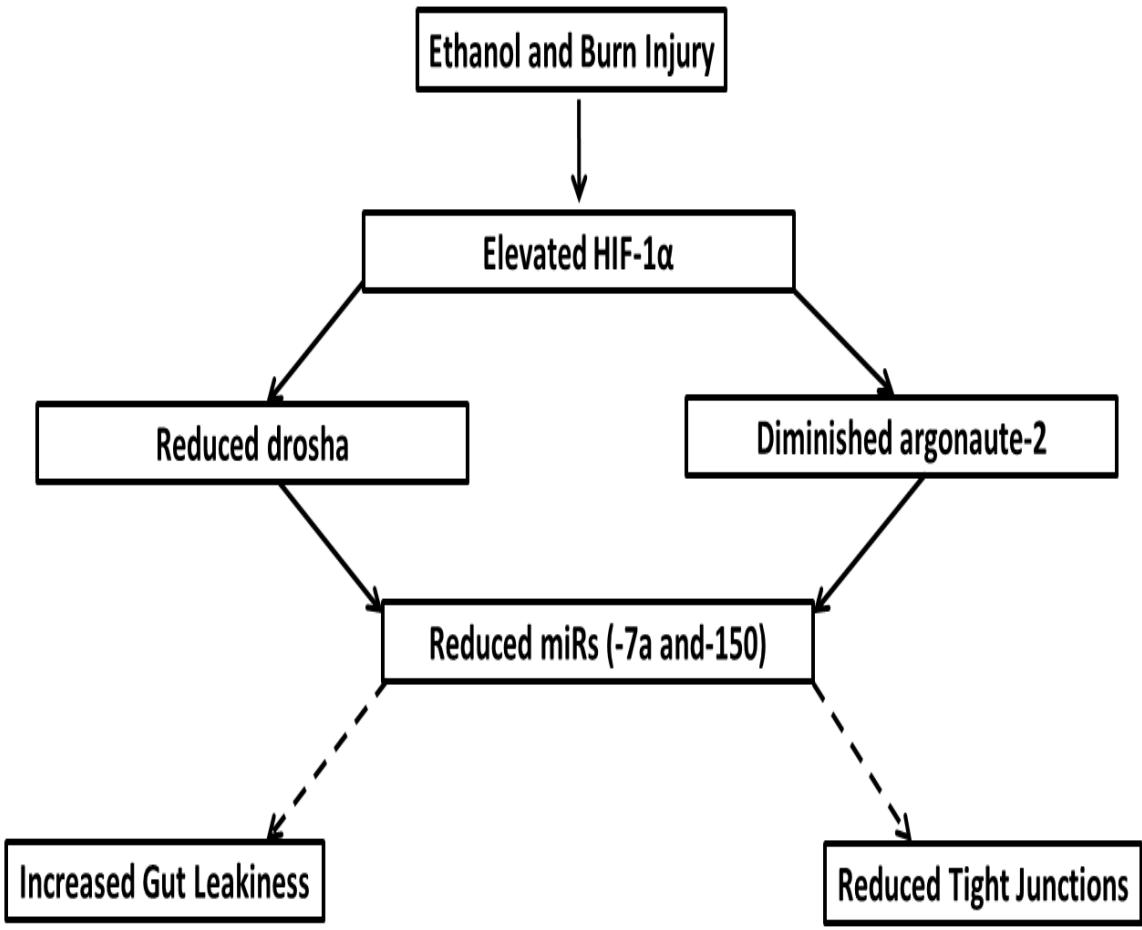 Ethanol and Burn Injury
Elevated HIF-1α
Reduced drosha
Diminished argonaute-2
Reduced miRs (-7a and-150)
Increased Gut Leakiness
Reduced Tight Junctions